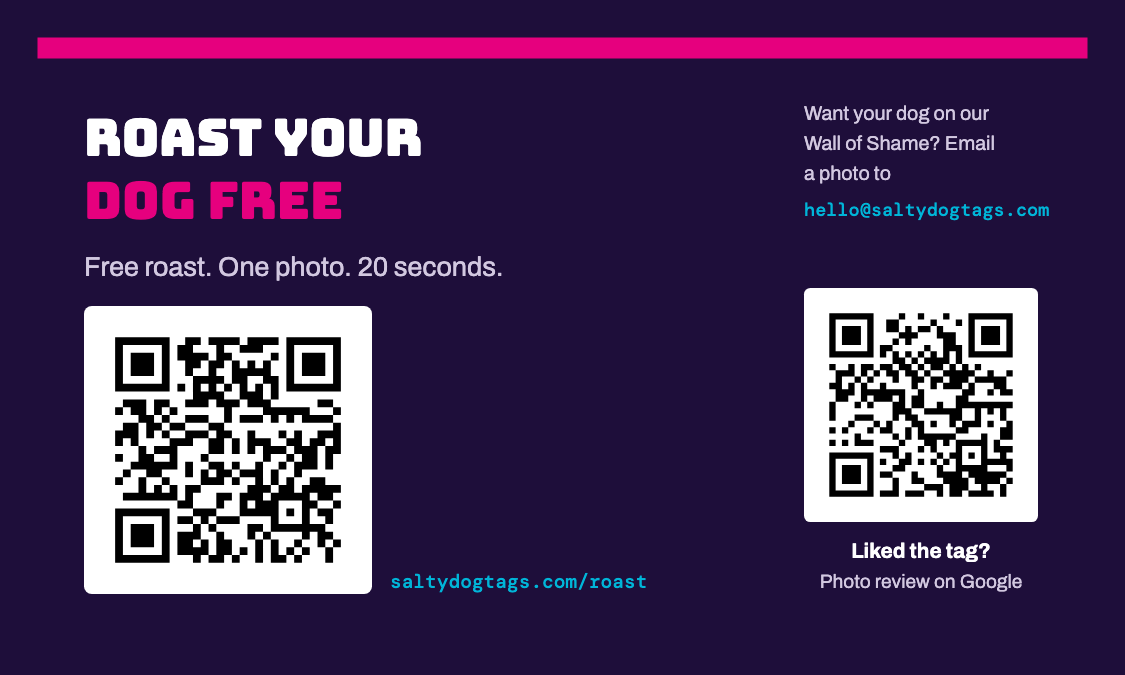 ROAST YOUR
DOG FREE
Free roast. One photo. 20 seconds.
saltydogtags.com/roast
Want your dog on our
Wall of Shame? Email
a photo to
hello@saltydogtags.com
Liked the tag?
Photo review on Google